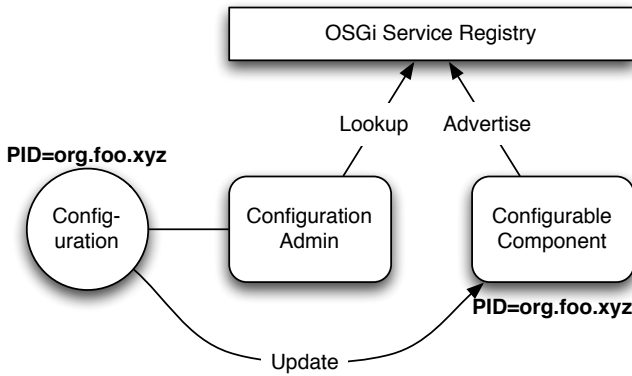 OSGi Service Registry
Lookup
Advertise
PID=org.foo.xyz
Config-
uration
Configuration
Admin
Configurable
Component
PID=org.foo.xyz
Update